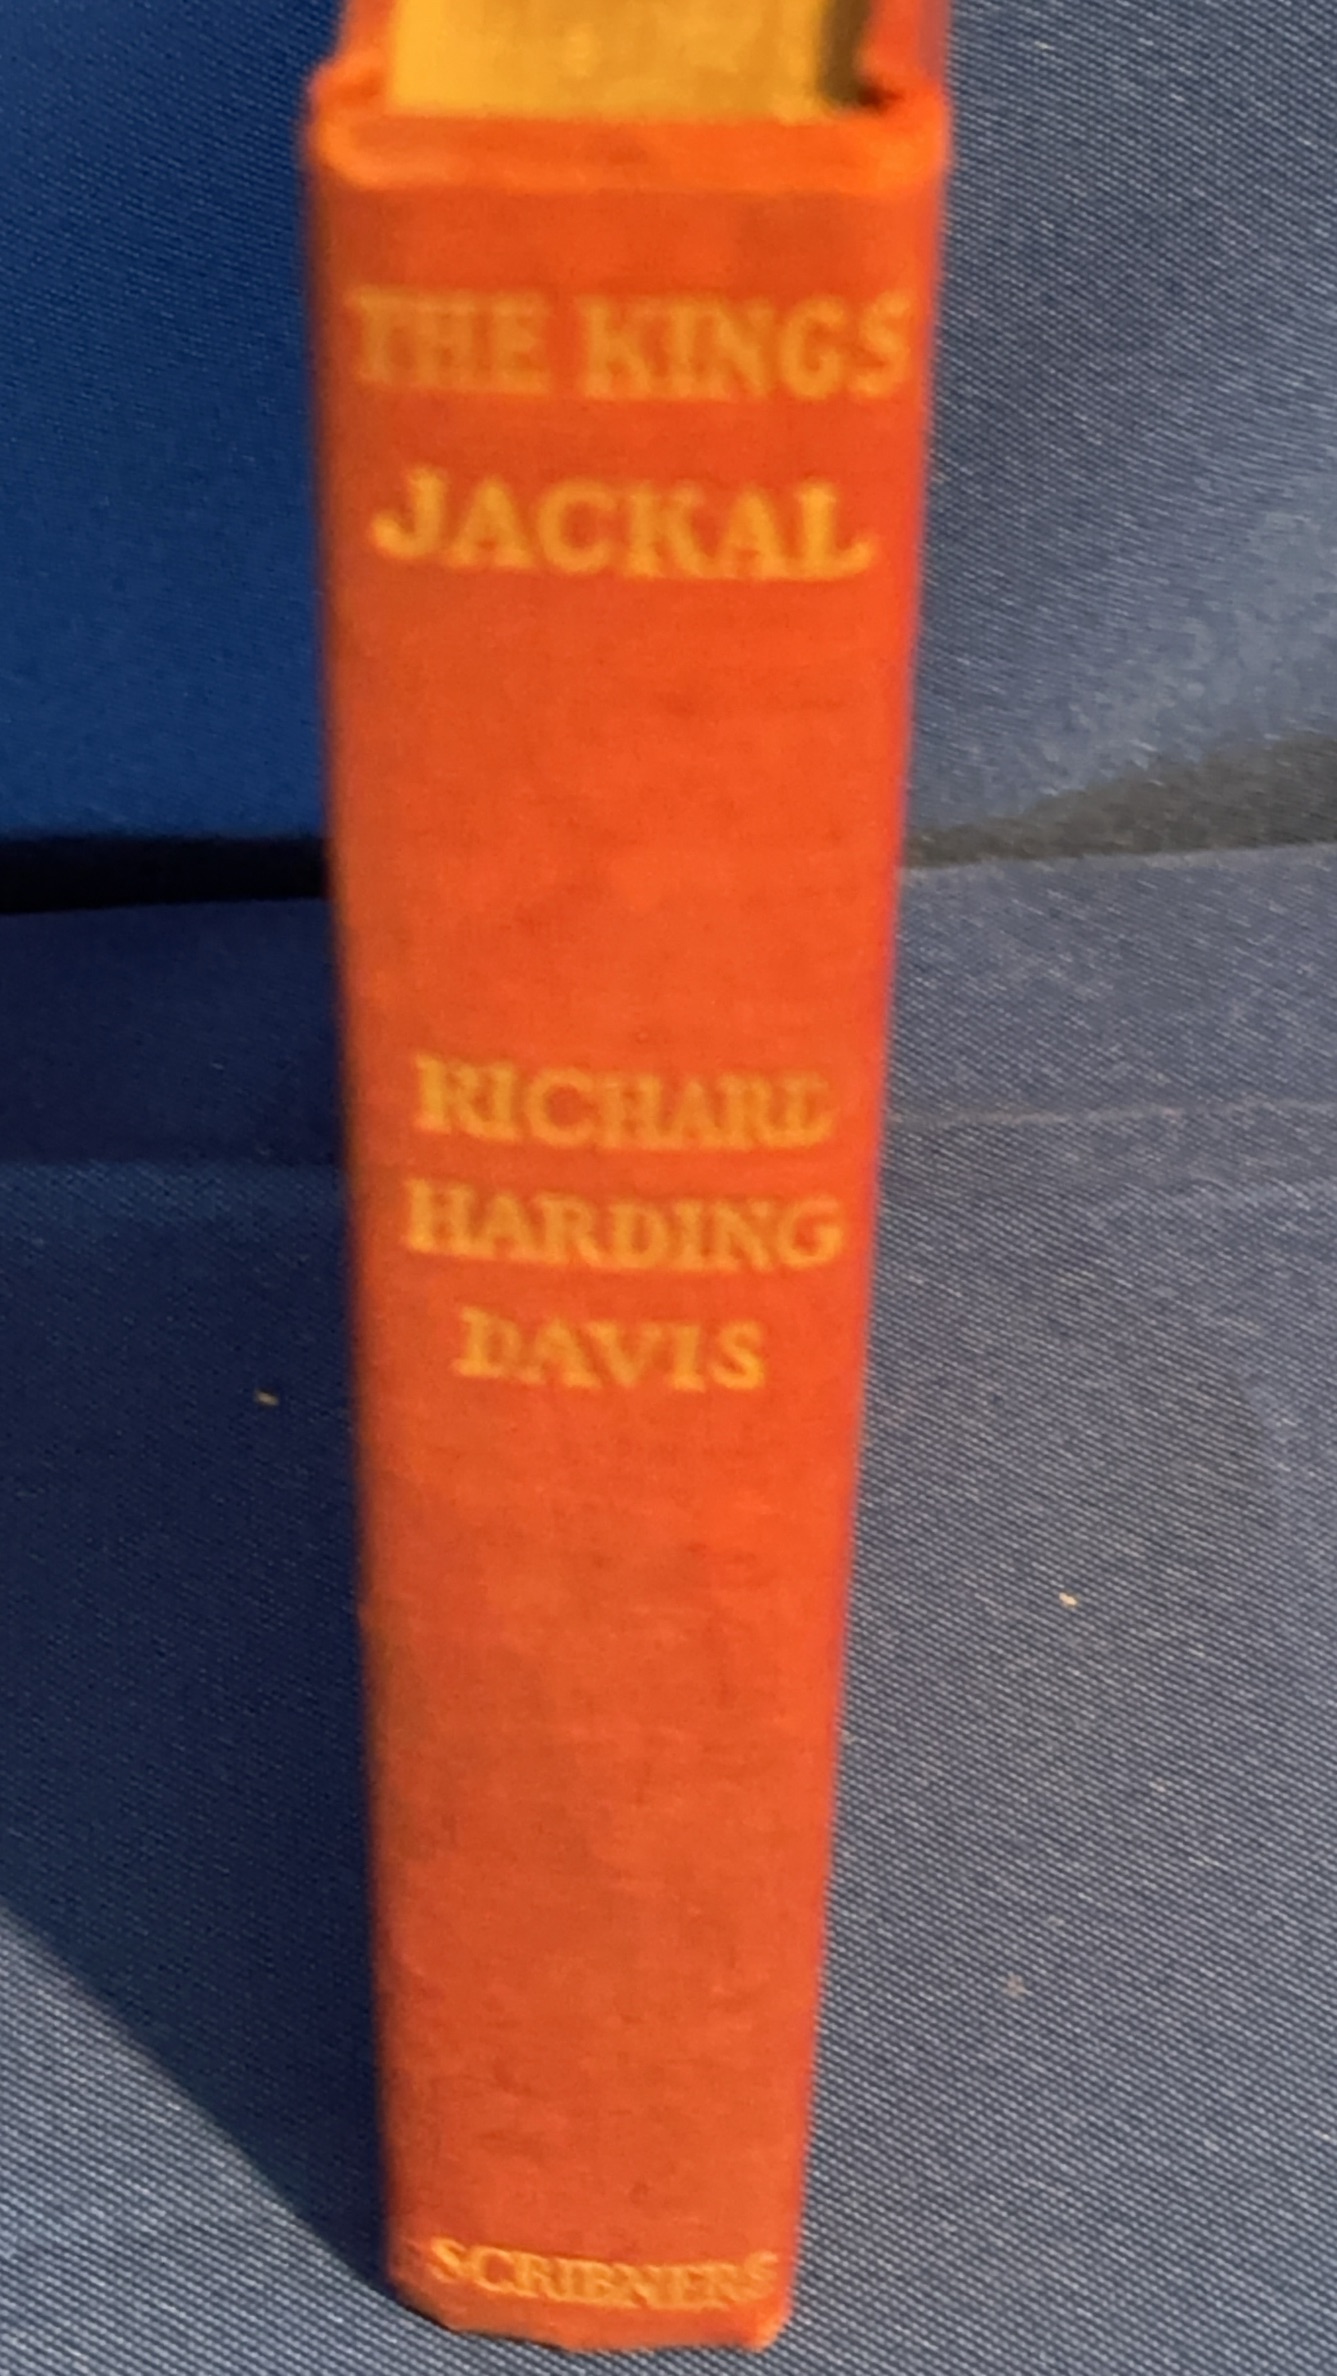 THE KINGS
JACKAL
RICHARD
HARDING
DAVIS
SCRIBNERS